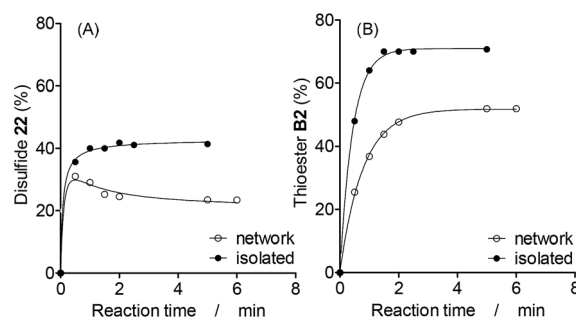 (A)
80
60
40
20
0
Disulfide 22 (%)
network
isolated
0 2 4 6 8
Reaction time / min
(B)
80
60
40
20
0
Thioester B2 (%)
network
isolated
0 2 4 6 8
Reaction time / min